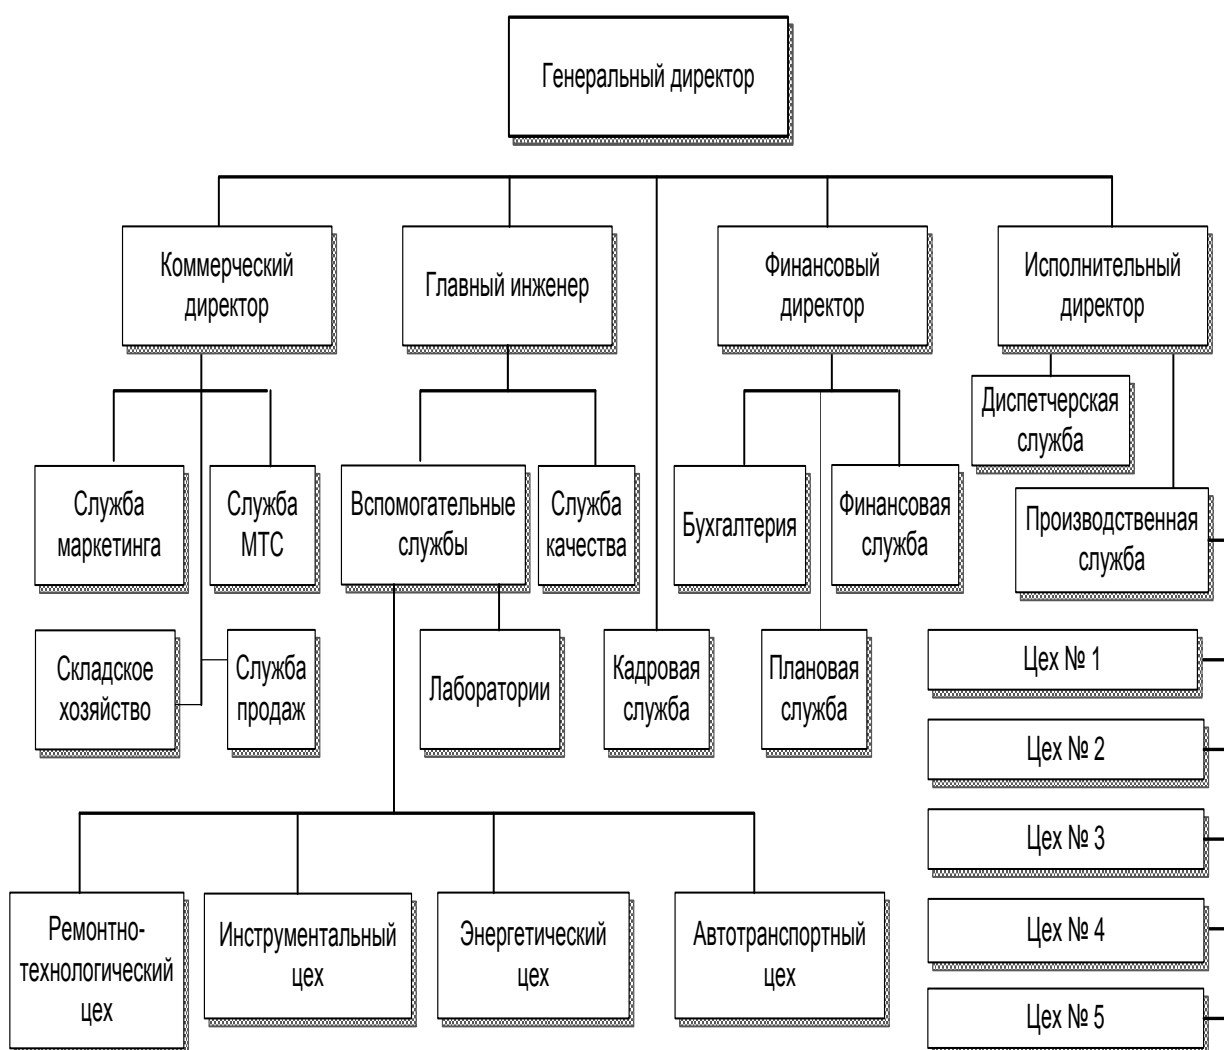 Генеральный директор
Коммерческий
директор
Главный инженер
Финансовый
директор
Исполнительный
директор
Диспетчерская
служба
Служба
маркетинга
Служба
МТС
Вспомогательные
службы
Служба
качества
Бухгалтерия
Финансовая
служба
Производственная
служба
Складское
хозяйство
Служба
продаж
Лаборатории
Кадровая
служба
Плановая
служба
Цех № 1
Цех № 2
Цех № 3
Цех № 4
Цех № 5
Ремонтно-
технологический
цех
Инструментальный
цех
Энергетический
цех
Автотранспортный
цех